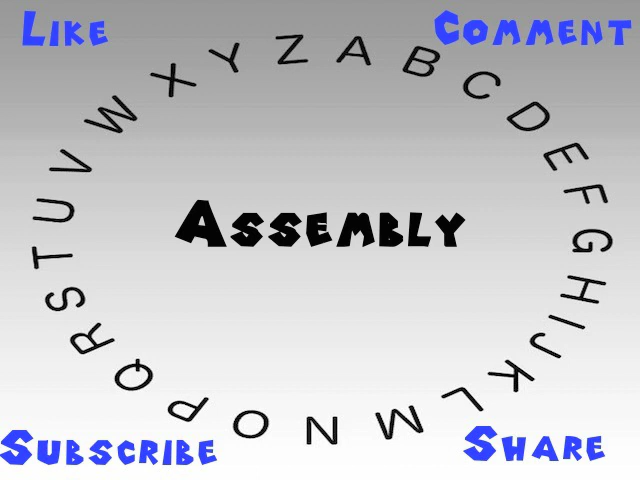 Like
Comment
A B C D E F G H I J K L M N O P Q R S T U V W X Y Z
Assembly
Subscribe
Share